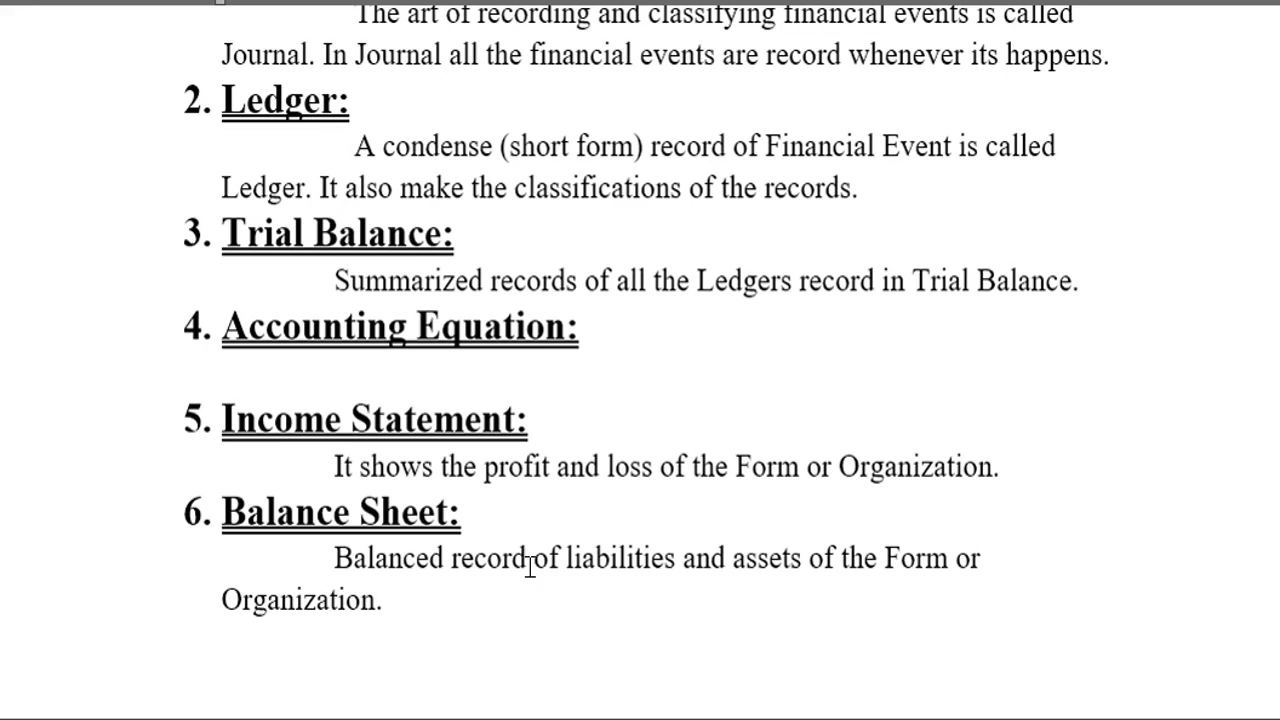 The art of recording and classifying financial events is called
Journal. In Journal all the financial events are record whenever its happens.
2. Ledger:
A condense (short form) record of Financial Event is called
Ledger. It also make the classifications of the records.
3. Trial Balance:
Summarized records of all the Ledgers record in Trial Balance.
4. Accounting Equation:
5. Income Statement:
It shows the profit and loss of the Form or Organization.
6. Balance Sheet:
Balanced record of liabilities and assets of the Form or
Organization.